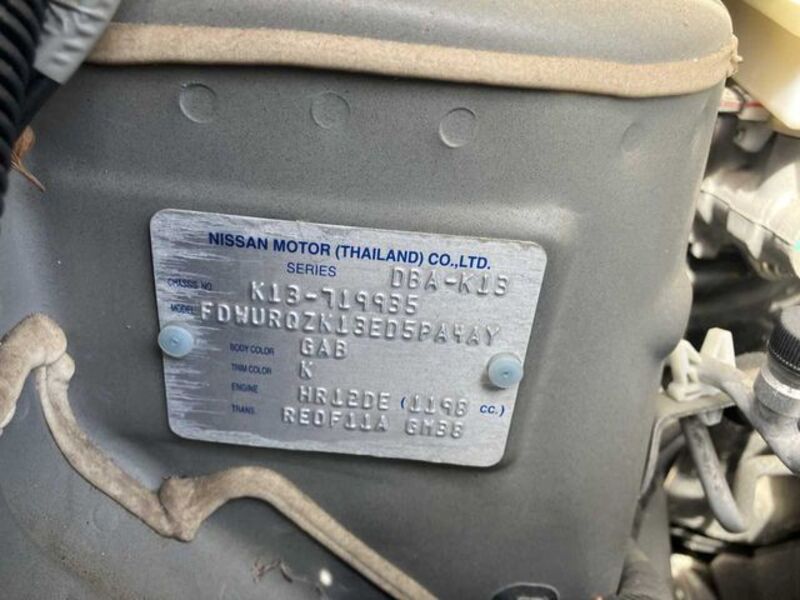 NISSAN MOTOR (THAILAND) CO.,LTD.
SERIES DBA-K13
CHASSIS NO. K13-719935
MODEL FDWURQZK13ED5PA4AY
BODY COLOR GAB
TRIM COLOR K
ENGINE HR12DE (1198 CC.)
TRANS. RE0F11A GM38